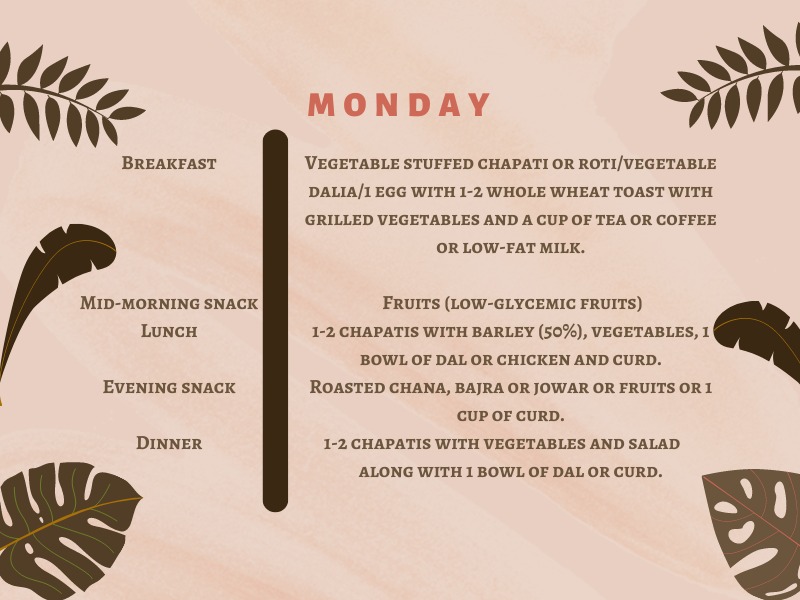 MONDAY
Breakfast
Vegetable stuffed chapati or roti/vegetable
dalia/1 egg with 1-2 whole wheat toast with
grilled vegetables and a cup of tea or coffee
or low-fat milk.
Mid-morning snack
Fruits (low-glycemic fruits)
Lunch
1-2 chapatis with barley (50%), vegetables, 1
bowl of dal or chicken and curd.
Evening snack
Roasted chana, bajra or jowar or fruits or 1
cup of curd.
Dinner
1-2 chapatis with vegetables and salad
along with 1 bowl of dal or curd.